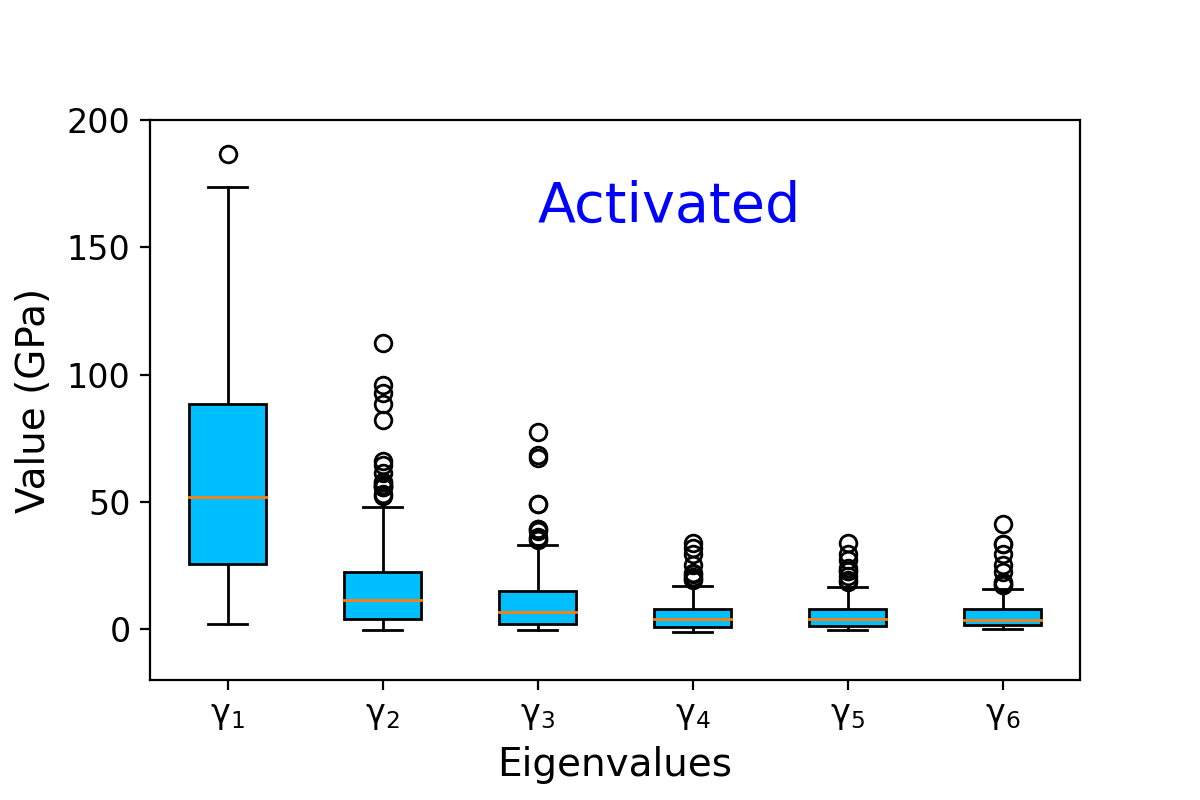 200
Activated
150
100
50
0
Value (GPa)
γ₁ γ₂ γ₃ γ₄ γ₅ γ₆
Eigenvalues